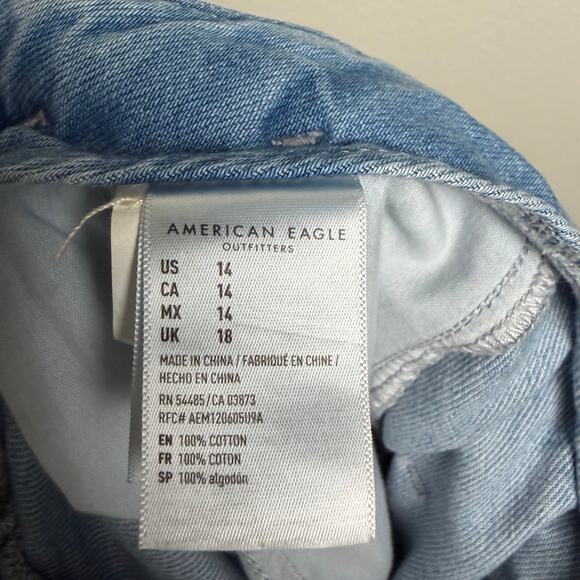 AMERICAN EAGLE
OUTFITTERS
US 14
CA 14
MX 14
UK 18
MADE IN CHINA / FABRIQUÉ EN CHINE /
HECHO EN CHINA
RN 54485 / CA 03873
RFC# AEM120605U9A
EN 100% COTTON
FR 100% COTON
SP 100% algodón